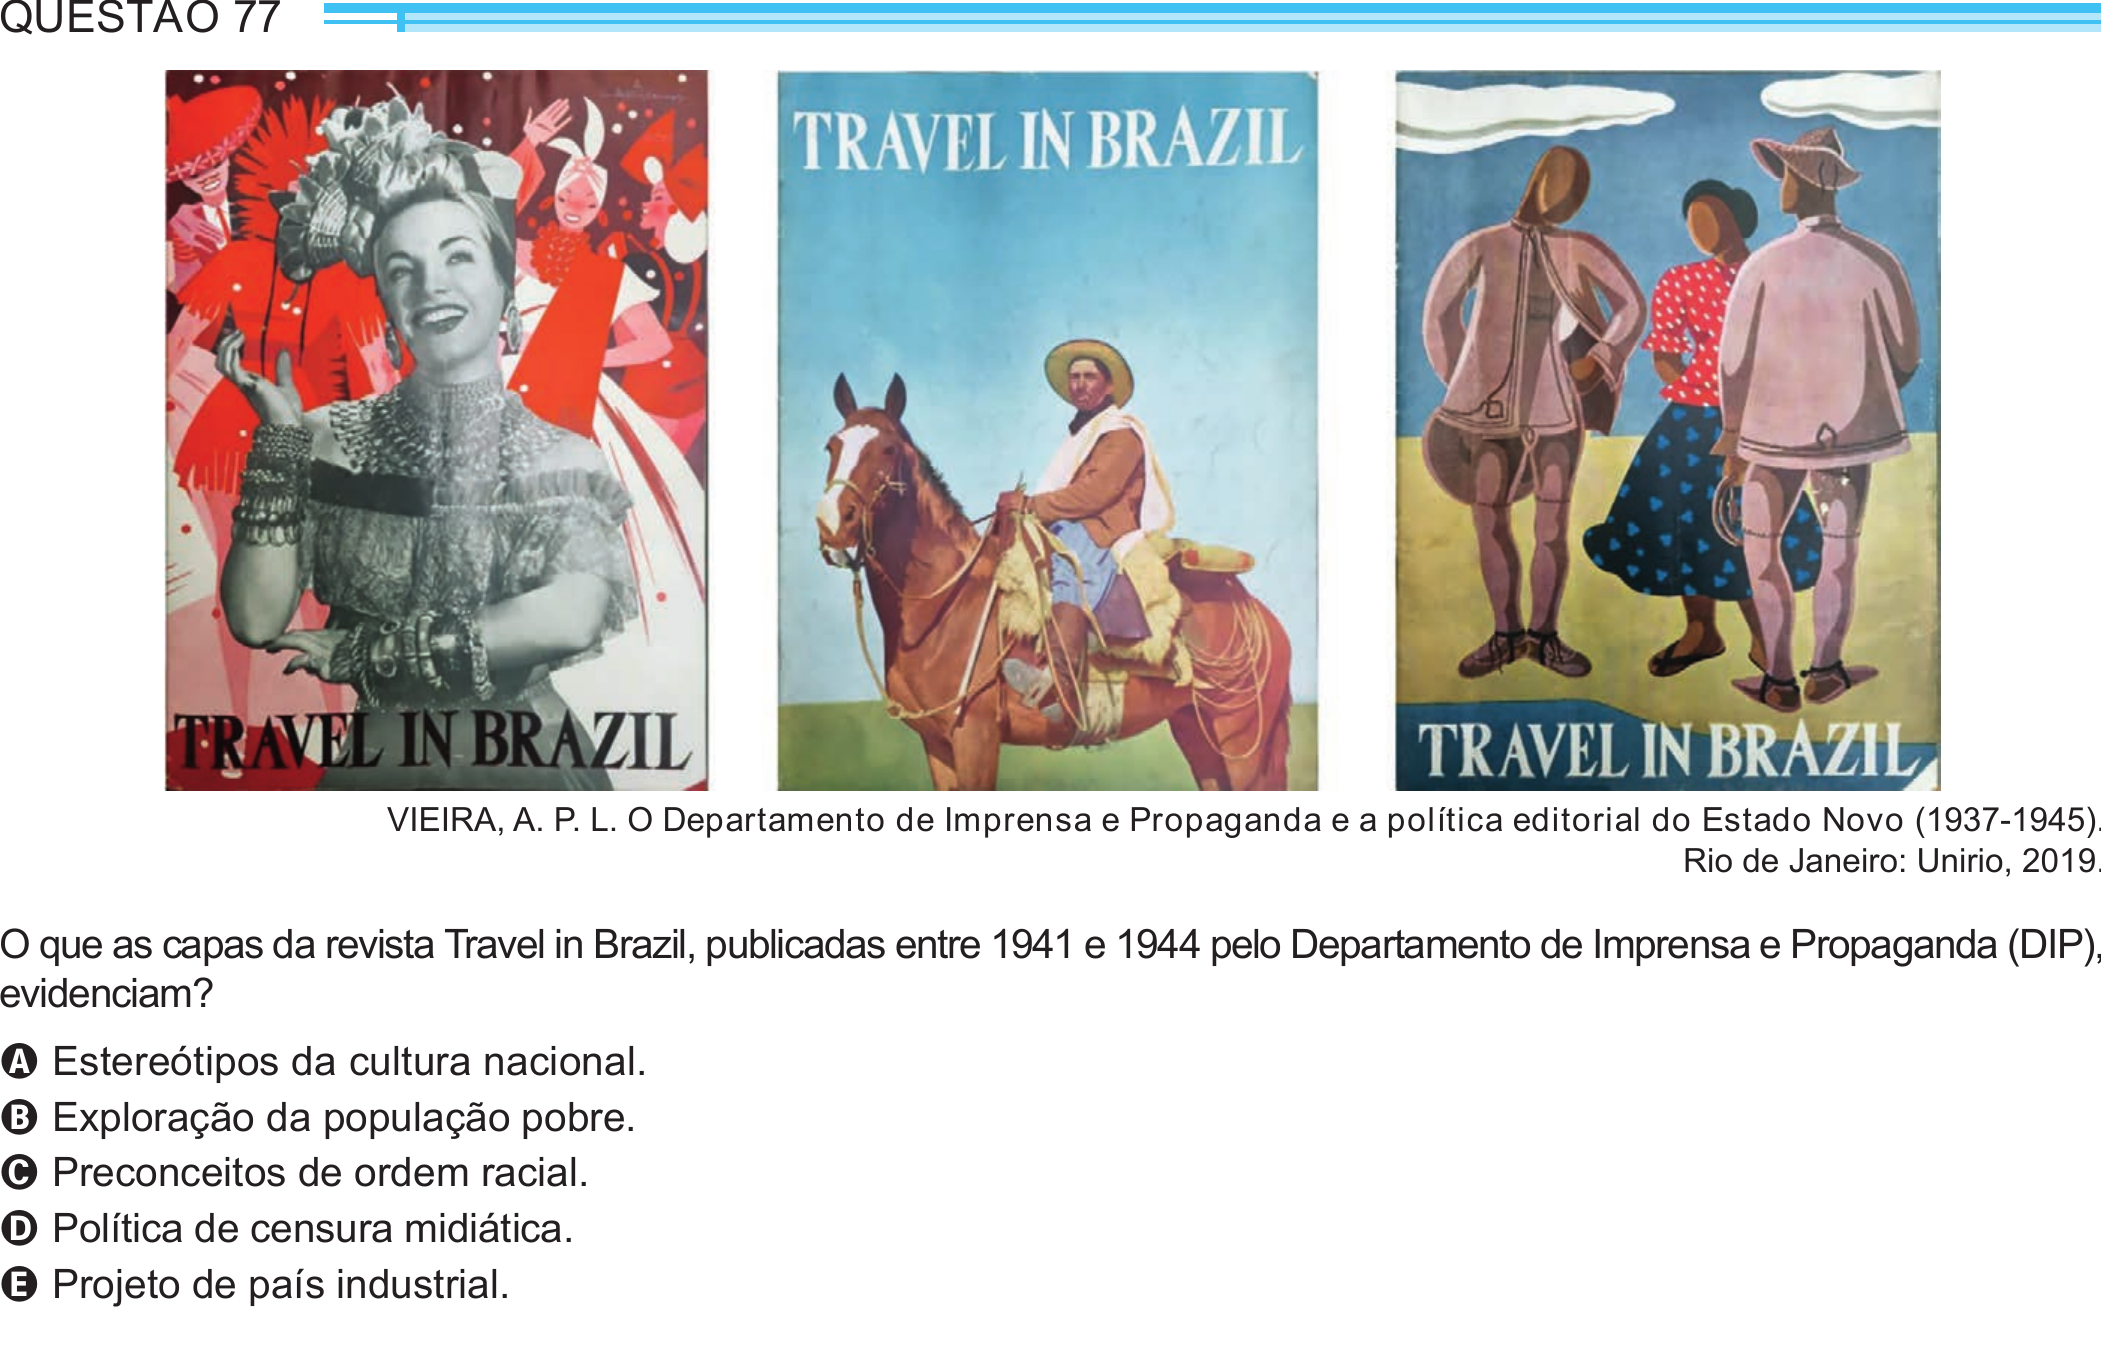 QUESTÃO 77
TRAVEL IN BRAZIL
TRAVEL IN BRAZIL
TRAVEL IN BRAZIL
VIEIRA, A. P. L. O Departamento de Imprensa e Propaganda e a política editorial do Estado Novo (1937-1945).
Rio de Janeiro: Unirio, 2019.
O que as capas da revista Travel in Brazil, publicadas entre 1941 e 1944 pelo Departamento de Imprensa e Propaganda (DIP),
evidenciam?
A Estereótipos da cultura nacional.
B Exploração da população pobre.
C Preconceitos de ordem racial.
D Política de censura midiática.
E Projeto de país industrial.